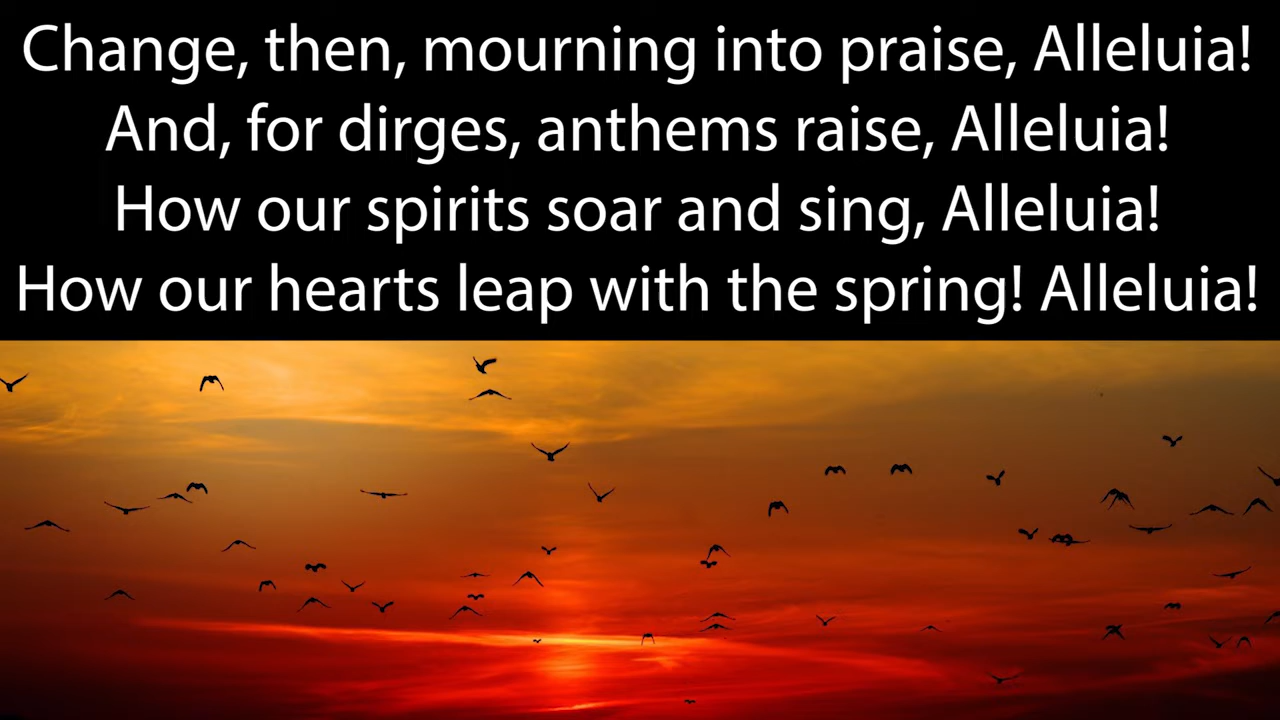 Change, then, mourning into praise, Alleluia!
And, for dirges, anthems raise, Alleluia!
How our spirits soar and sing, Alleluia!
How our hearts leap with the spring! Alleluia!